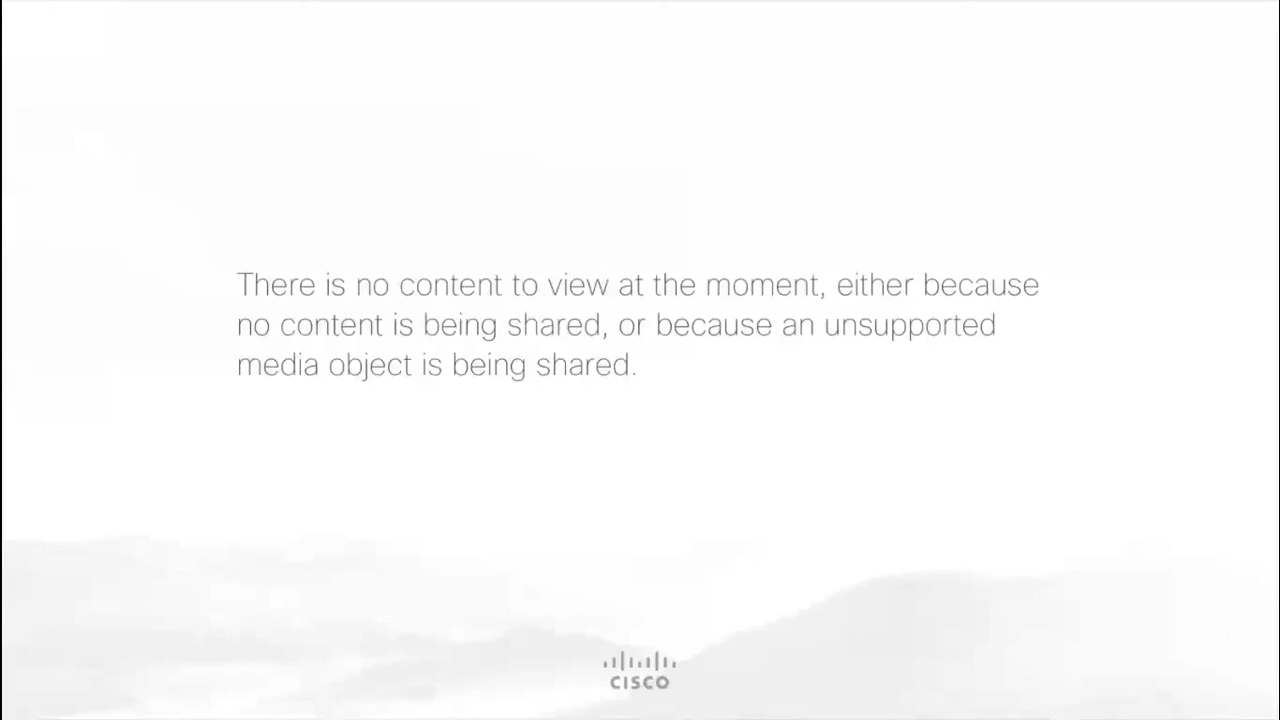 There is no content to view at the moment, either because
no content is being shared, or because an unsupported
media object is being shared.
CISCO